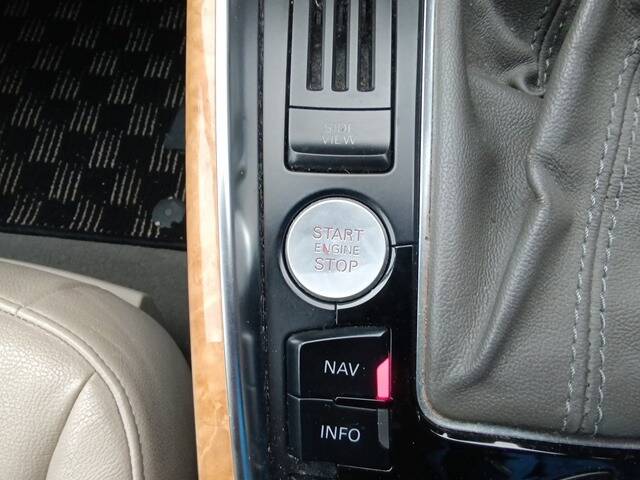 SIDE
VIEW
START
ENGINE
STOP
NAV
INFO